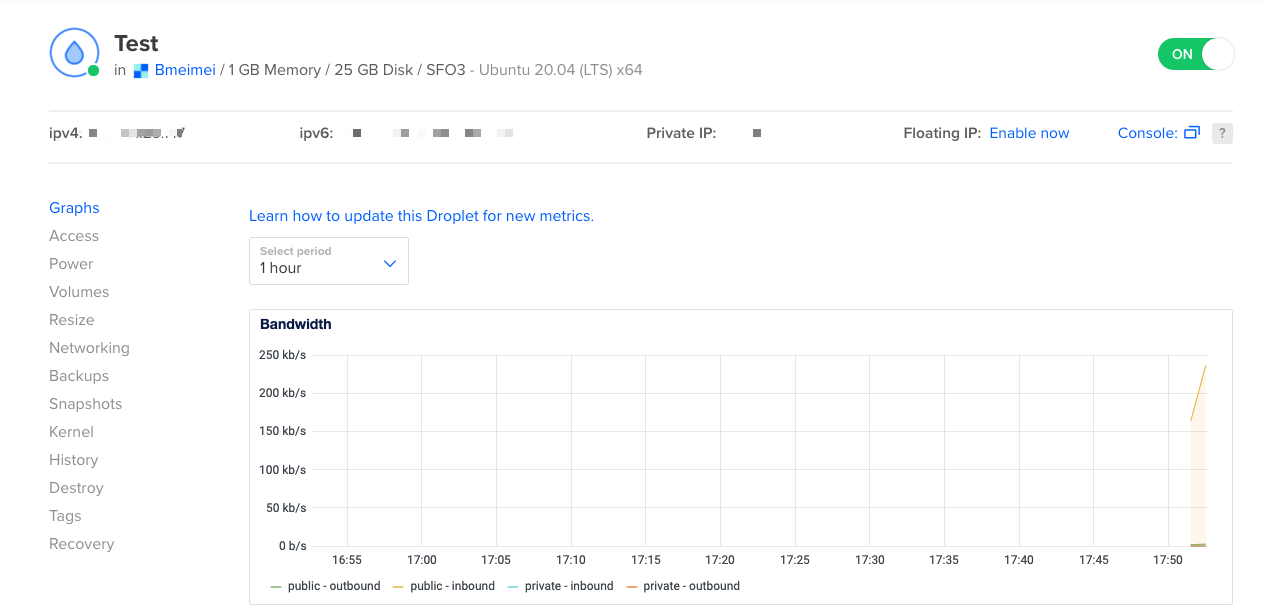 Test
in Bmeimei / 1 GB Memory / 25 GB Disk / SFO3 - Ubuntu 20.04 (LTS) x64
ON
ipv4. ipv6: Private IP: Floating IP: Enable now Console: ?
Graphs
Access
Power
Volumes
Resize
Networking
Backups
Snapshots
Kernel
History
Destroy
Tags
Recovery
Learn how to update this Droplet for new metrics.
Select period
1 hour
Bandwidth
250 kb/s
200 kb/s
150 kb/s
100 kb/s
50 kb/s
0 b/s
16:55 17:00 17:05 17:10 17:15 17:20 17:25 17:30 17:35 17:40 17:45 17:50
public - outbound public - inbound private - inbound private - outbound